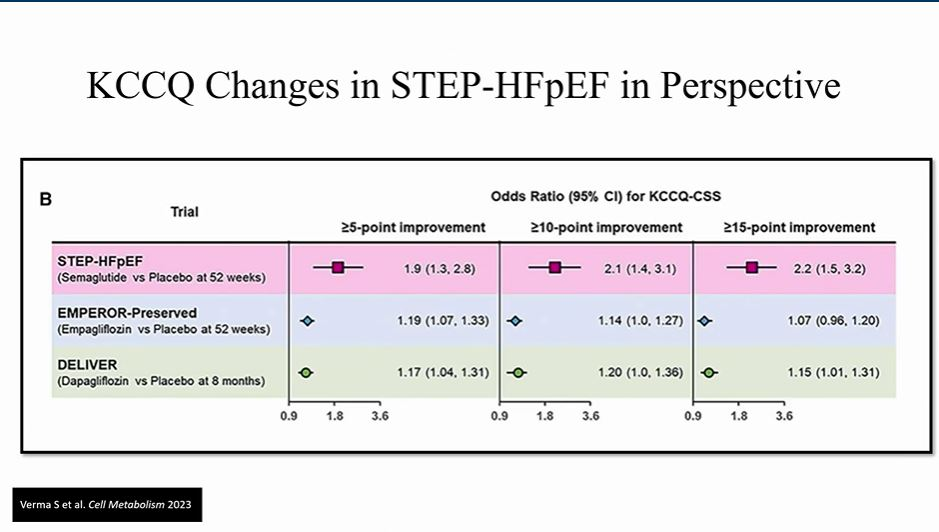 KCCQ Changes in STEP-HFpEF in Perspective
B
Trial
Odds Ratio (95% CI) for KCCQ-CSS
≥5-point improvement
≥10-point improvement
≥15-point improvement
STEP-HFpEF
(Semaglutide vs Placebo at 52 weeks)
1.9 (1.3, 2.8)
2.1 (1.4, 3.1)
2.2 (1.5, 3.2)
EMPEROR-Preserved
(Empagliflozin vs Placebo at 52 weeks)
1.19 (1.07, 1.33)
1.14 (1.0, 1.27)
1.07 (0.96, 1.20)
DELIVER
(Dapagliflozin vs Placebo at 8 months)
1.17 (1.04, 1.31)
1.20 (1.0, 1.36)
1.15 (1.01, 1.31)
0.9 1.8 3.6
0.9 1.8 3.6
0.9 1.8 3.6
Verma S et al. Cell Metabolism 2023